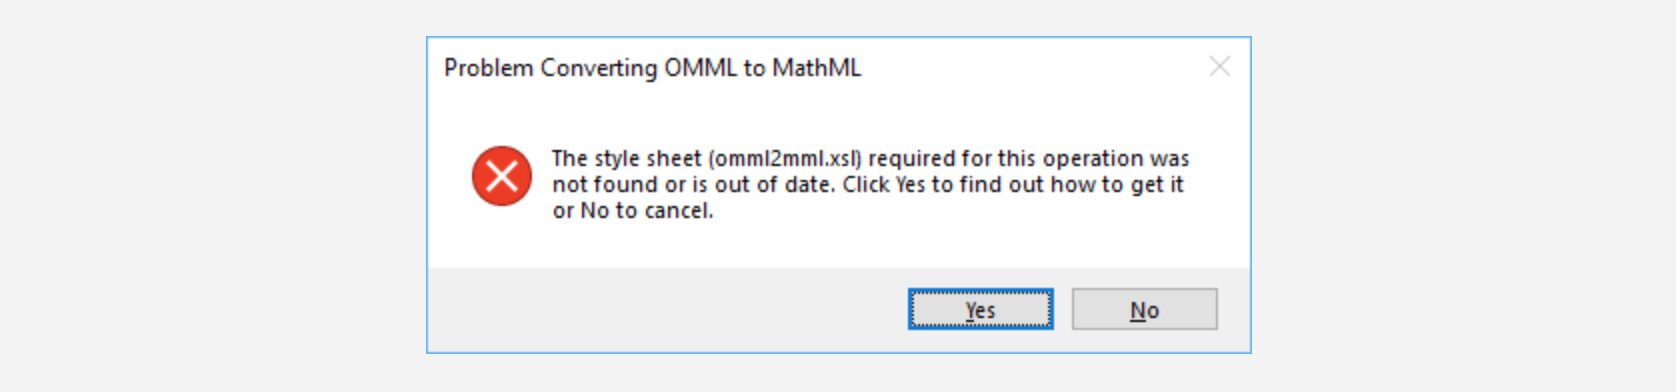 Problem Converting OMML to MathML
The style sheet (omml2mml.xsl) required for this operation was
not found or is out of date. Click Yes to find out how to get it
or No to cancel.
Yes
No